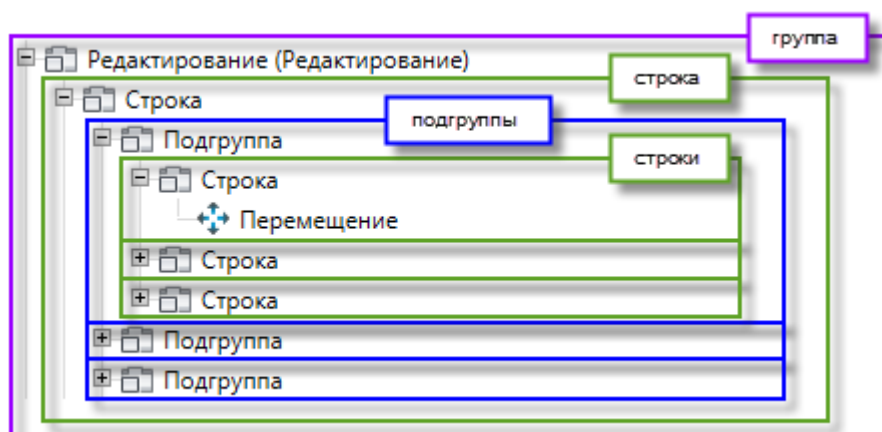 группа
Редактирование (Редактирование)
строка
Строка
подгруппы
Подгруппа
строки
Строка
Перемещение
Строка
Строка
Подгруппа
Подгруппа